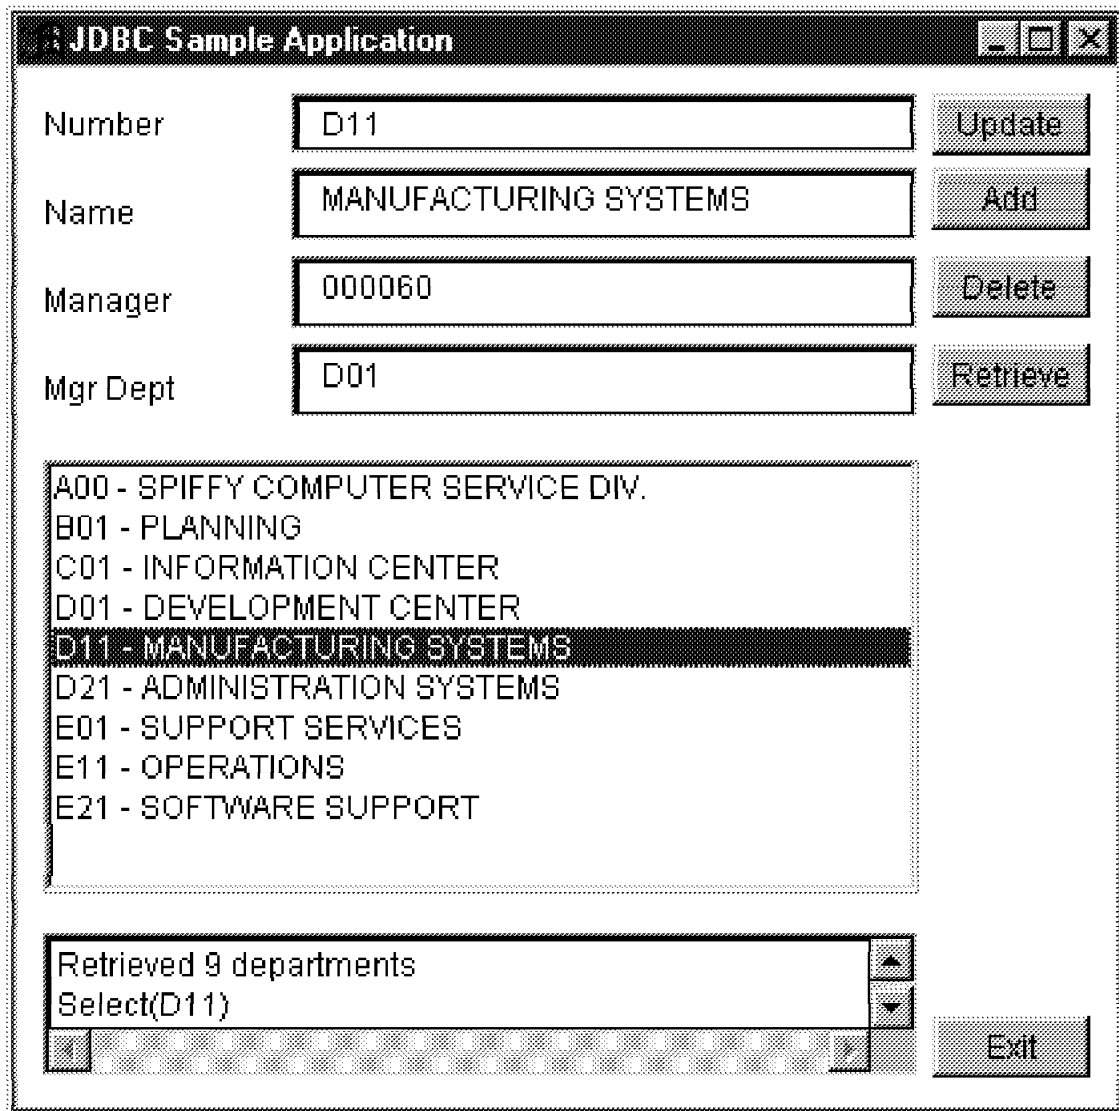 JDBC Sample Application
Number D11 Update
Name MANUFACTURING SYSTEMS Add
Manager 000060 Delete
Mgr Dept D01 Retrieve
A00 - SPIFFY COMPUTER SERVICE DIV.
B01 - PLANNING
C01 - INFORMATION CENTER
D01 - DEVELOPMENT CENTER
D11 - MANUFACTURING SYSTEMS
D21 - ADMINISTRATION SYSTEMS
E01 - SUPPORT SERVICES
E11 - OPERATIONS
E21 - SOFTWARE SUPPORT
Retrieved 9 departments
Select(D11)
Exit